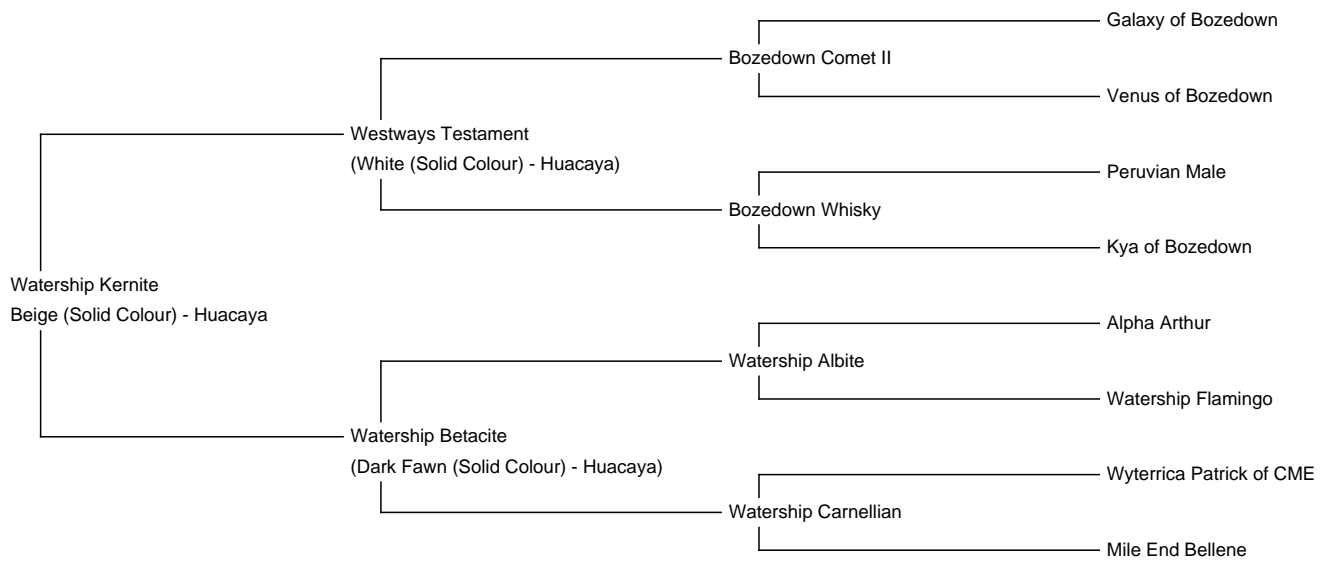 Galaxy of Bozedown
Bozedown Comet II
Venus of Bozedown
Westways Testament
(White (Solid Colour) - Huacaya)
Peruvian Male
Bozedown Whisky
Kya of Bozedown
Watership Kernite
Beige (Solid Colour) - Huacaya
Alpha Arthur
Watership Albite
Watership Flamingo
Watership Betacite
(Dark Fawn (Solid Colour) - Huacaya)
Wyterrica Patrick of CME
Watership Carnellian
Mile End Bellene